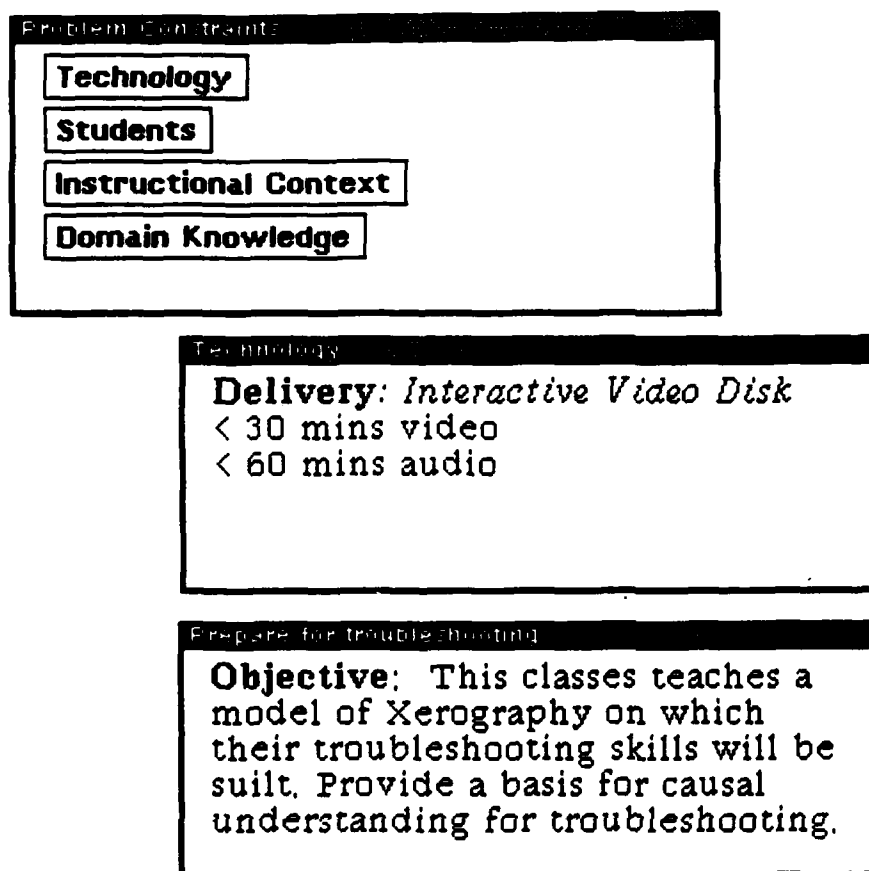 Problem Constraints
Technology
Students
Instructional Context
Domain Knowledge
Technology
Delivery: Interactive Video Disk
< 30 mins video
< 60 mins audio
Prepare for troubleshooting
Objective: This classes teaches a
model of Xerography on which
their troubleshooting skills will be
suilt. Provide a basis for causal
understanding for troubleshooting.